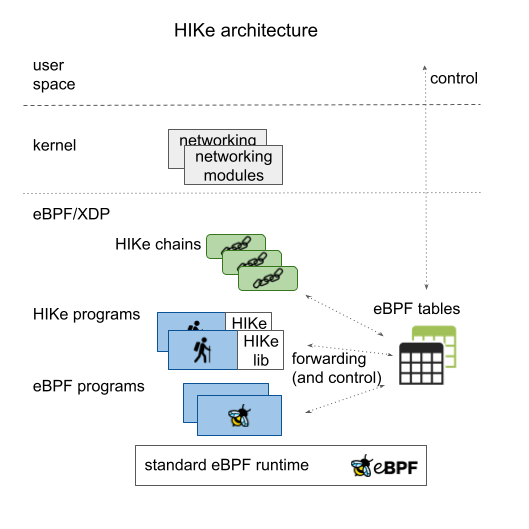 HIKe architecture
user
space
control
kernel
networking
networking
modules
eBPF/XDP
HIKe chains
eBPF tables
HIKe programs
HIKe
HIKe
lib
forwarding
(and control)
eBPF programs
standard eBPF runtime
eBPF